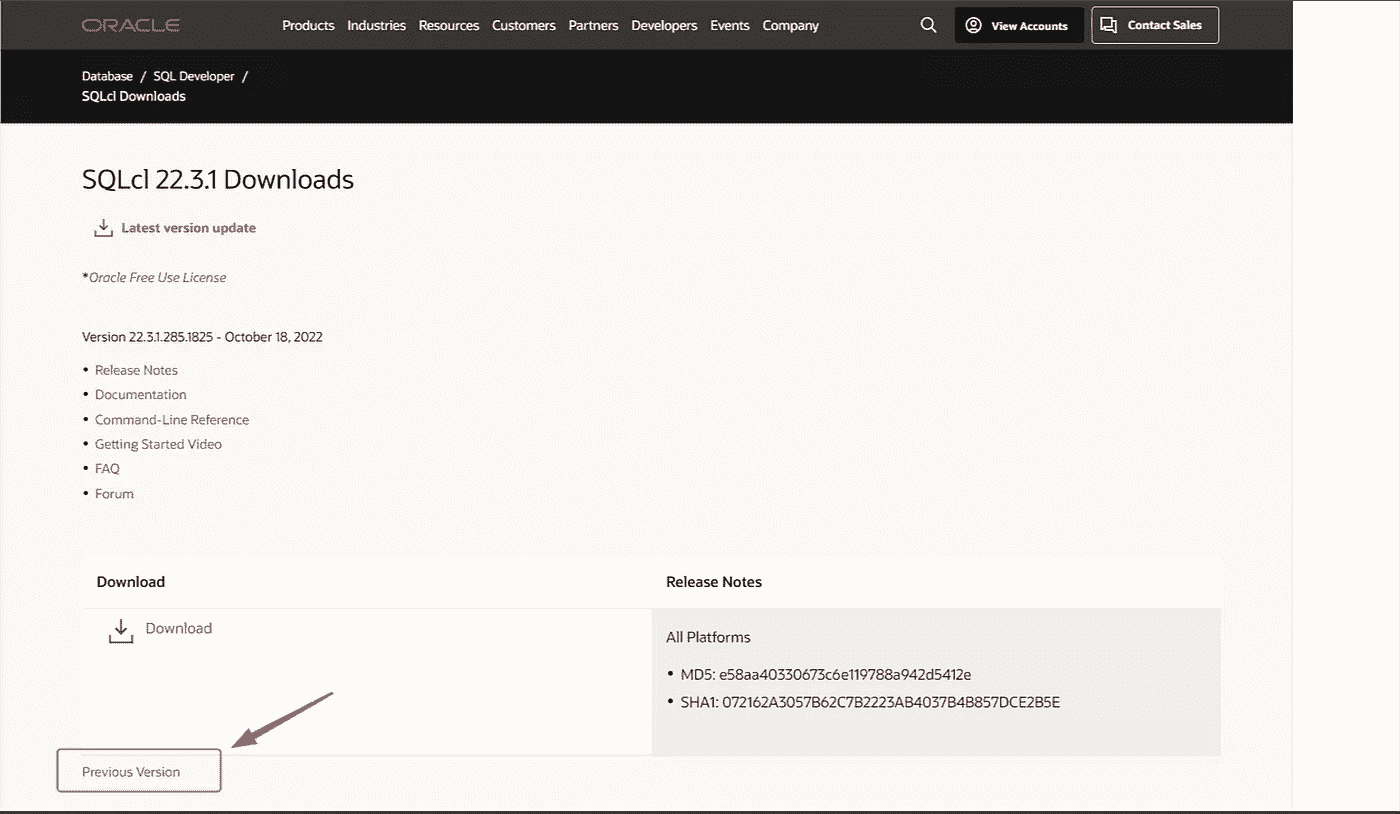 ORACLE
Products Industries Resources Customers Partners Developers Events Company
View Accounts
Contact Sales
Database / SQL Developer /
SQLcl Downloads
SQLcl 22.3.1 Downloads
Latest version update
*Oracle Free Use License
Version 22.3.1.285.1825 - October 18, 2022
• Release Notes
• Documentation
• Command-Line Reference
• Getting Started Video
• FAQ
• Forum
Download
Release Notes
Download
All Platforms
• MD5: e58aa40330673c6e119788a942d5412e
• SHA1: 072162A3057B62C7B2223AB4037B4B857DCE2B5E
Previous Version